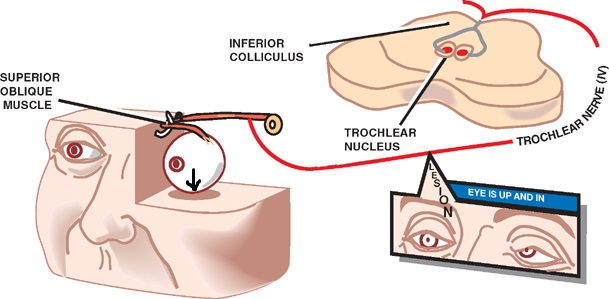 INFERIOR
COLLICULUS
SUPERIOR
OBLIQUE
MUSCLE
TROCHLEAR
NUCLEUS
TROCHLEAR NERVE (IV)
LESION
EYE IS UP AND IN